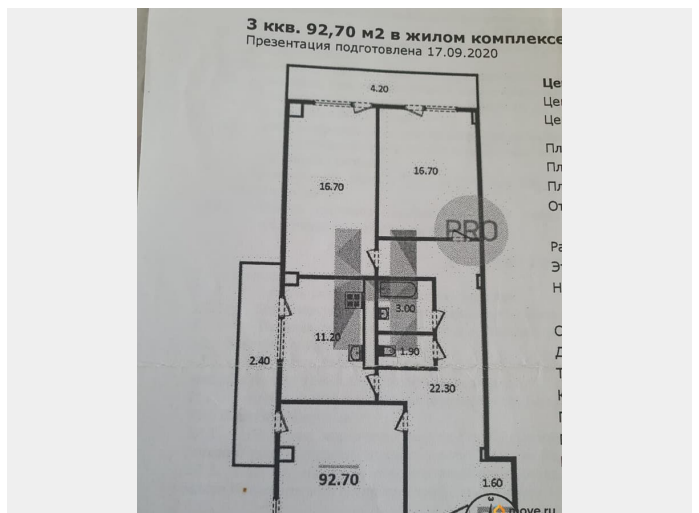 3 ккв. 92,70 м2 в жилом комплексе
Презентация подготовлена 17.09.2020
4.20
16.70
16.70
PRO
3.00
11.20
1.90
2.40
22.30
92.70
1.60
move.ru